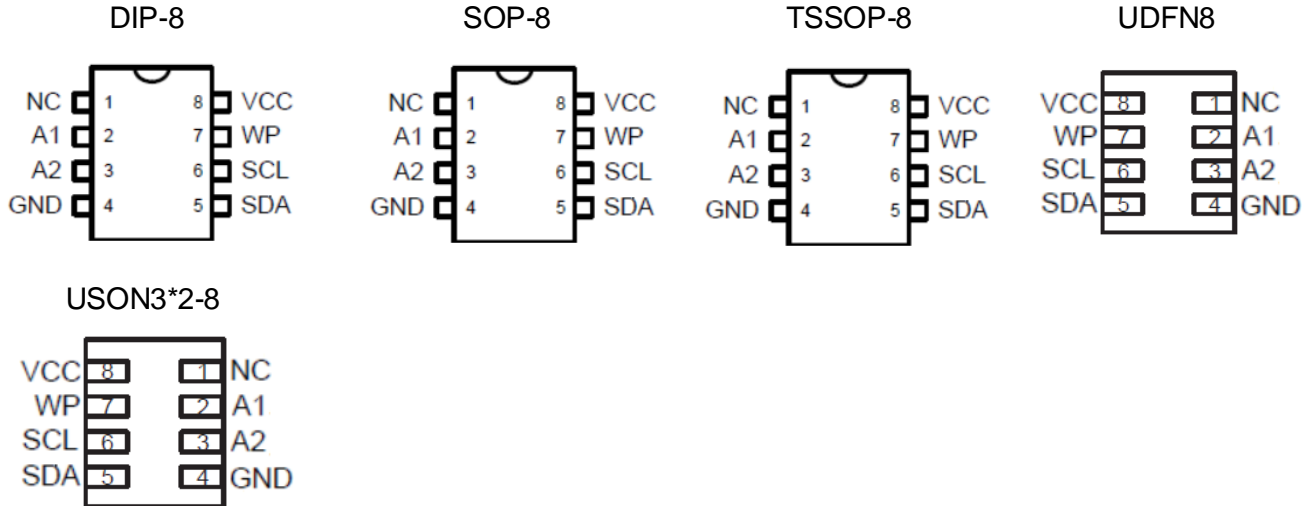 DIP-8 SOP-8 TSSOP-8 UDFN8
NC 1 8 VCC NC 1 8 VCC NC 1 8 VCC VCC 8 1 NC
A1 2 7 WP A1 2 7 WP A1 2 7 WP WP 7 2 A1
A2 3 6 SCL A2 3 6 SCL A2 3 6 SCL SCL 6 3 A2
GND 4 5 SDA GND 4 5 SDA GND 4 5 SDA SDA 5 4 GND
USON3*2-8
VCC 8 1 NC
WP 7 2 A1
SCL 6 3 A2
SDA 5 4 GND